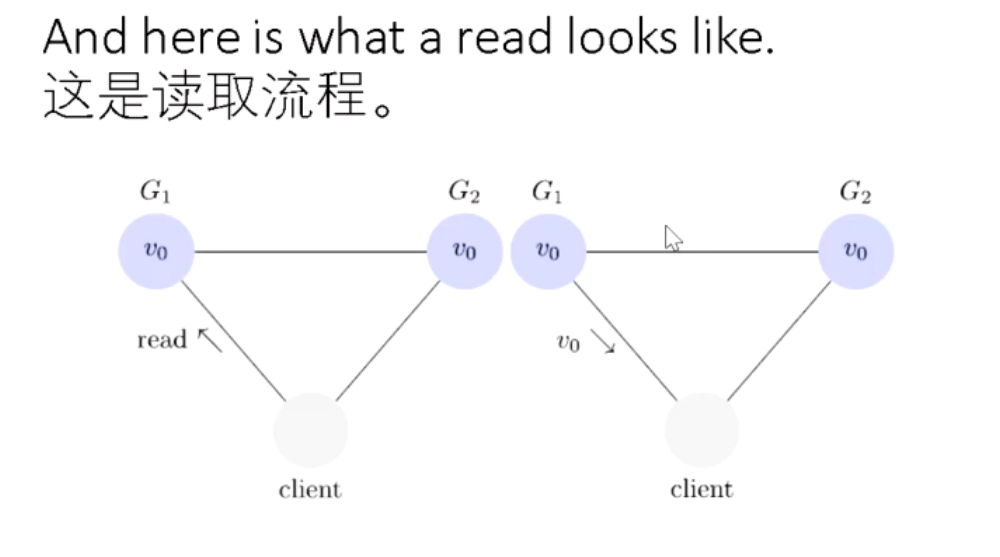 And here is what a read looks like.
这是读取流程。
G₁ G₂ G₁ G₂
v₀ v₀ v₀ v₀
read v₀
client client